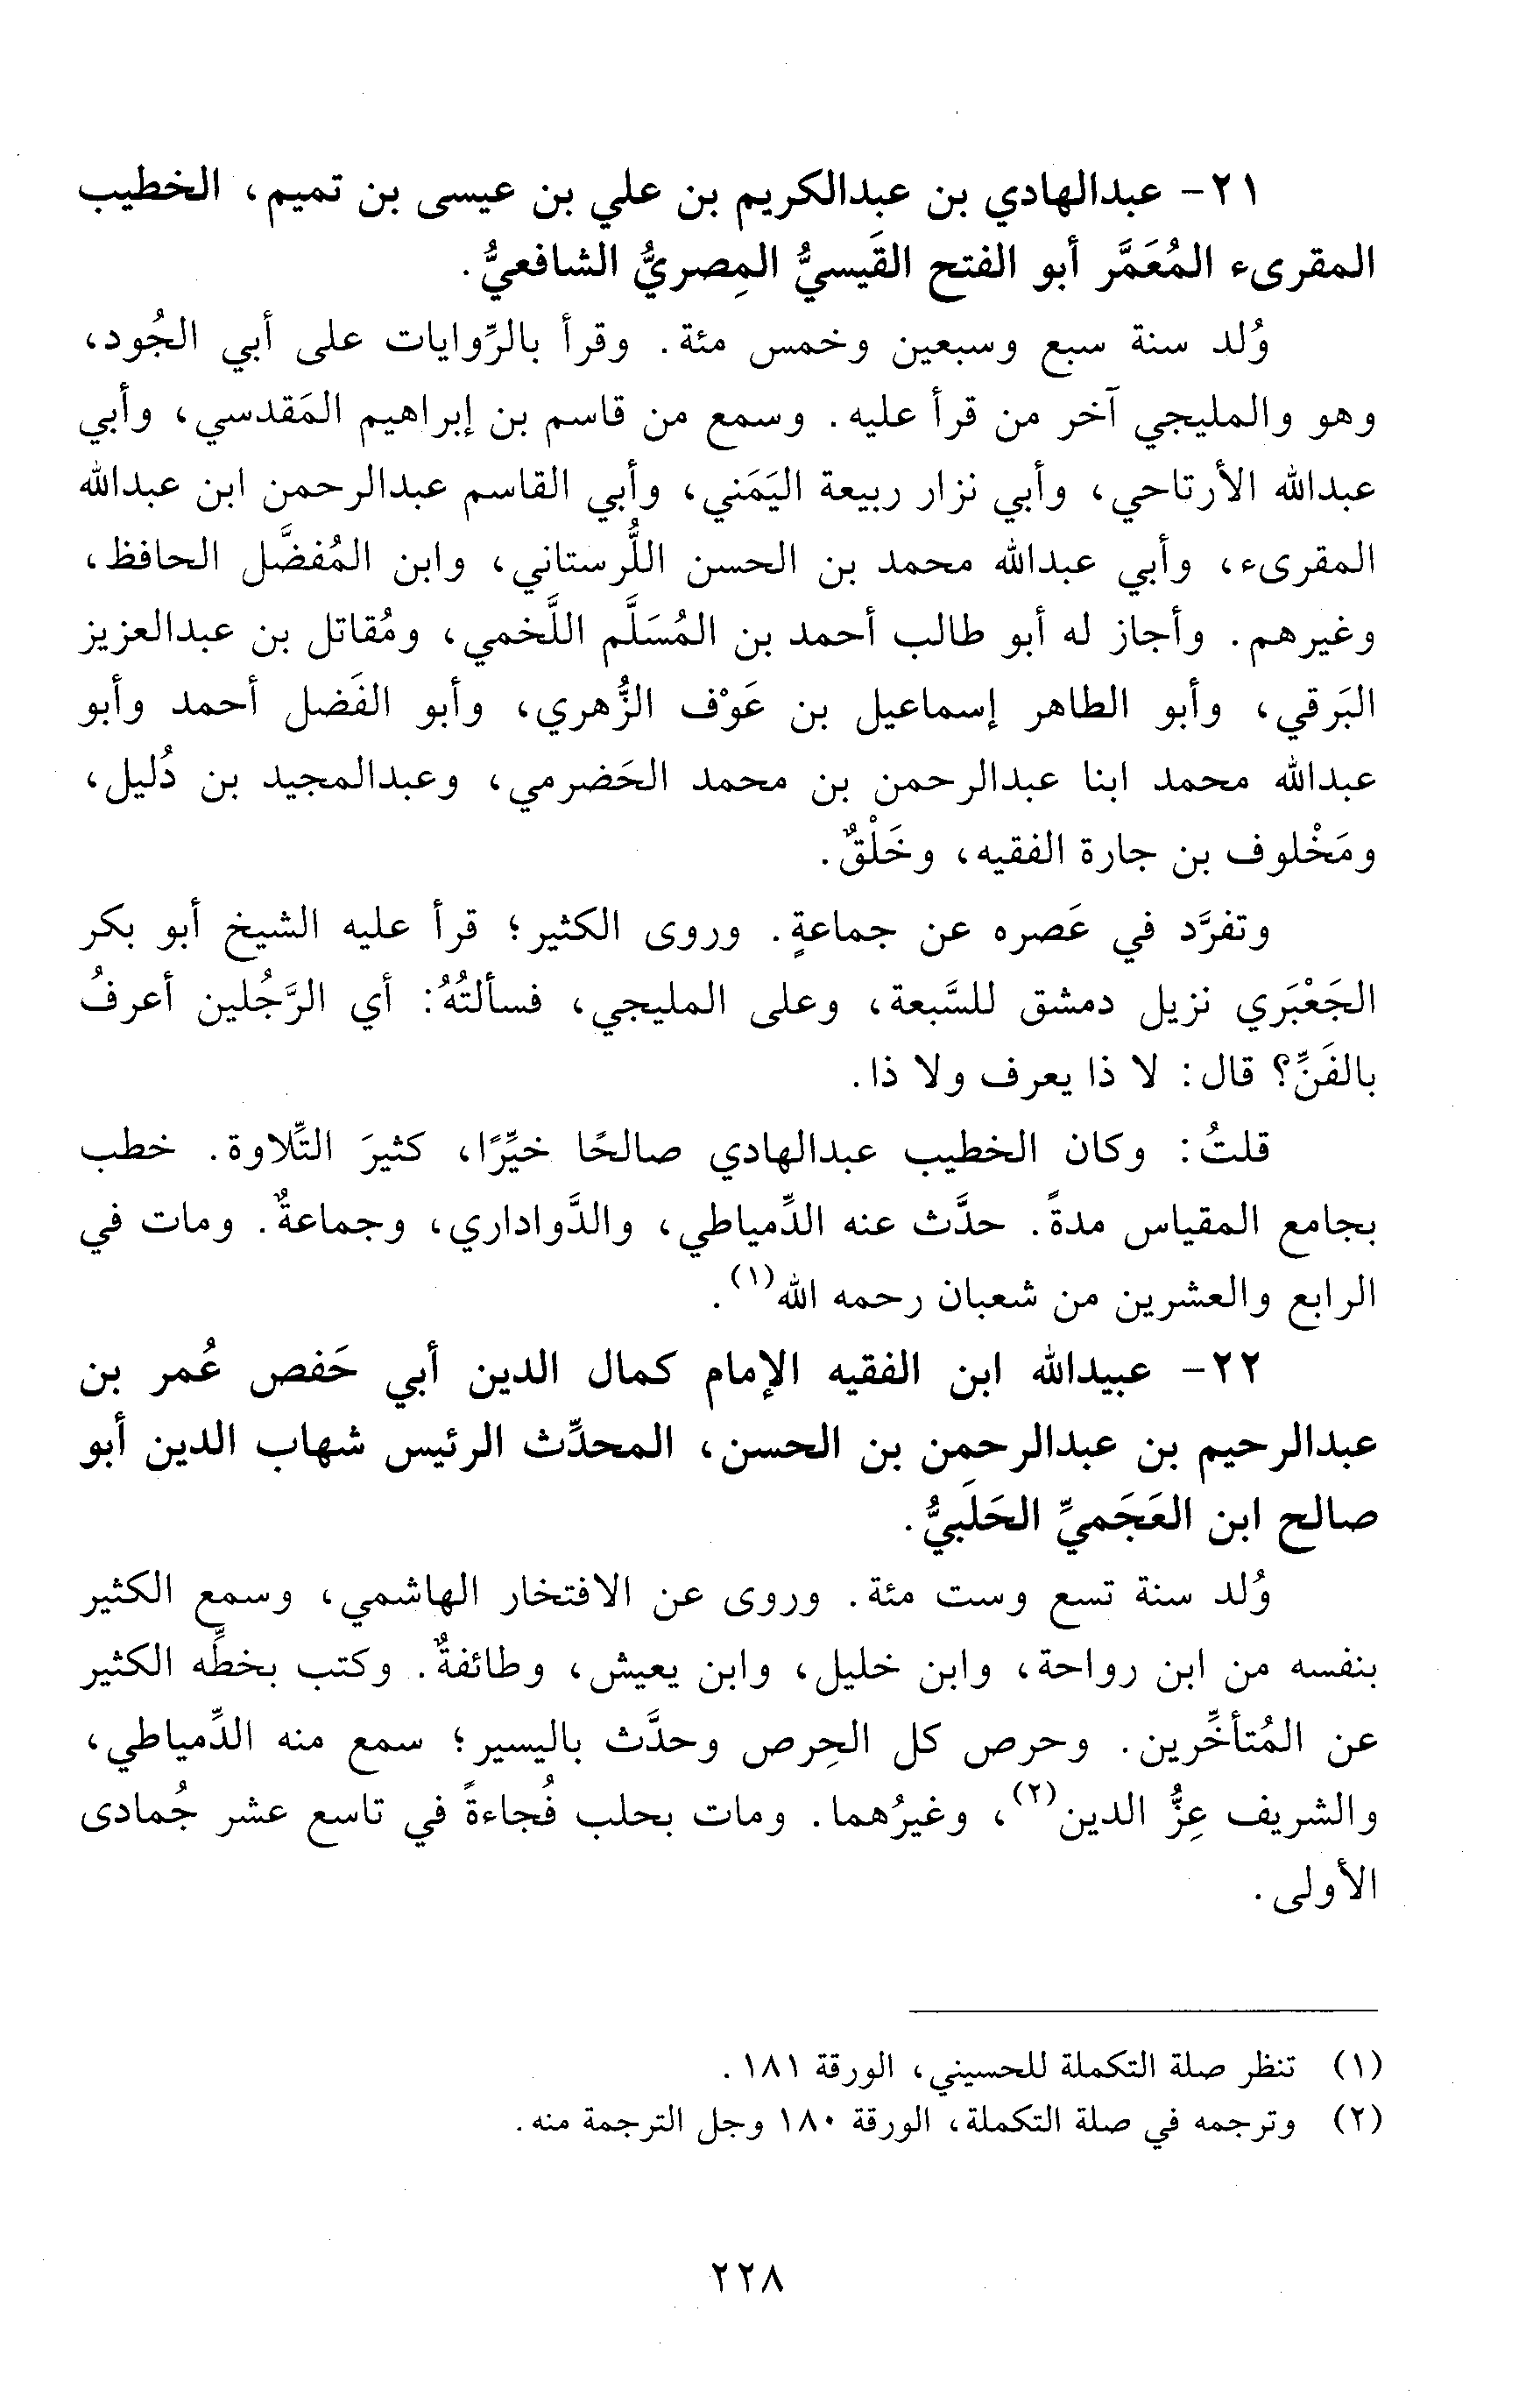 ٢١- عبدالهادي بن عبدالكريم بن علي بن عيسى بن تميم، الخطيب
المقرىء المُعَمَّر أبو الفتح القَيسيُّ المِصريُّ الشافعيُّ.
وُلد سنة سبع وسبعين وخمس مئة. وقرأ بالرِّوايات على أبي الجُود،
وهو والمليجي آخر من قرأ عليه. وسمع من قاسم بن إبراهيم المَقدسي، وأبي
عبدالله الأرتاحي، وأبي نزار ربيعة اليَمَني، وأبي القاسم عبدالرحمن ابن عبدالله
المقرىء، وأبي عبدالله محمد بن الحسن اللُّرستاني، وابن المُفضَّل الحافظ،
وغيرهم. وأجاز له أبو طالب أحمد بن المُسَلَّم اللَّخمي، ومُقاتل بن عبدالعزيز
البَرقي، وأبو الطاهر إسماعيل بن عَوْف الزُّهري، وأبو الفَضل أحمد وأبو
عبدالله محمد ابنا عبدالرحمن بن محمد الحَضرمي، وعبدالمجيد بن دُليل،
ومَخْلوف بن جارة الفقيه، وخَلْقٌ.
وتفرَّد في عَصره عن جماعةٍ. وروى الكثير؛ قرأ عليه الشيخ أبو بكر
الجَعْبَري نزيل دمشق للسَّبعة، وعلى المليجي، فسألتُهُ: أي الرَّجُلين أعرفُ
بالفَنِّ؟ قال: لا ذا يعرف ولا ذا.
قلتُ: وكان الخطيب عبدالهادي صالحًا خيِّرًا، كثيرَ التِّلاوة. خطب
بجامع المقياس مدةً. حدَّث عنه الدِّمياطي، والدَّواداري، وجماعةٌ. ومات في
الرابع والعشرين من شعبان رحمه الله(١).
٢٢- عبيدالله ابن الفقيه الإمام كمال الدين أبي حَفص عُمر بن
عبدالرحيم بن عبدالرحمن بن الحسن، المحدِّث الرئيس شهاب الدين أبو
صالح ابن العَجَميِّ الحَلَبيُّ.
وُلد سنة تسع وست مئة. وروى عن الافتخار الهاشمي، وسمع الكثير
بنفسه من ابن رواحة، وابن خليل، وابن يعيش، وطائفةٌ. وكتب بخطِّه الكثير
عن المُتأخِّرين. وحرص كل الحِرص وحدَّث باليسير؛ سمع منه الدِّمياطي،
والشريف عِزُّ الدين(٢)، وغيرُهما. ومات بحلب فُجاءةً في تاسع عشر جُمادى
الأولى.
(١) تنظر صلة التكملة للحسيني، الورقة ١٨١.
(٢) وترجمه في صلة التكملة، الورقة ١٨٠ وجل الترجمة منه.
٢٢٨